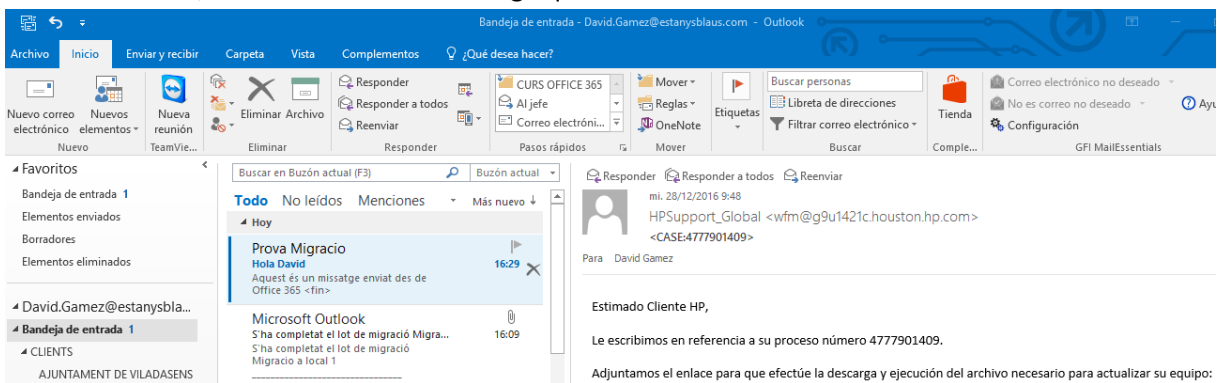 Bandeja de entrada - David.Gamez@estanysblaus.com - Outlook
Archivo Inicio Enviar y recibir Carpeta Vista Complementos ¿Qué desea hacer?
Nuevo correo electrónico
Nuevos elementos
Nuevo
Nueva reunión
TeamVie...
Eliminar Archivo
Eliminar
Responder
Responder a todos
Reenviar
Responder
CURS OFFICE 365
Al jefe
Correo electróni...
Pasos rápidos
Mover
Reglas
OneNote
Mover
Etiquetas
Buscar personas
Libreta de direcciones
Filtrar correo electrónico
Buscar
Tienda
Comple...
Correo electrónico no deseado
No es correo no deseado
Configuración
GFI MailEssentials
Favoritos
Bandeja de entrada 1
Elementos enviados
Borradores
Elementos eliminados
David.Gamez@estanysbla...
Bandeja de entrada 1
CLIENTS
AJUNTAMENT DE VILADASENS
Buscar en Buzón actual (F3) Buzón actual
Todo No leídos Menciones Más nuevo
Hoy
Prova Migracio
Hola David 16:29
Aquest és un missatge enviat des de
Office 365 <fin>
Microsoft Outlook
S'ha completat el lot de migració Migra... 16:09
S'ha completat el lot de migració
Migracio a local 1
Responder Responder a todos Reenviar
mi. 28/12/2016 9:48
HPSupport_Global <wfm@g9u1421c.houston.hp.com>
<CASE:4777901409>
Para David Gamez
Estimado Cliente HP,
Le escribimos en referencia a su proceso número 4777901409.
Adjuntamos el enlace para que efectúe la descarga y ejecución del archivo necesario para actualizar su equipo: